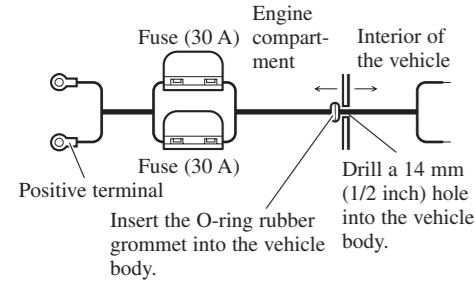 Fuse (30 A)
Engine
compart-
ment
Interior of
the vehicle
Fuse (30 A)
Positive terminal
Insert the O-ring rubber
grommet into the vehicle
body.
Drill a 14 mm
(1/2 inch) hole
into the vehicle
body.